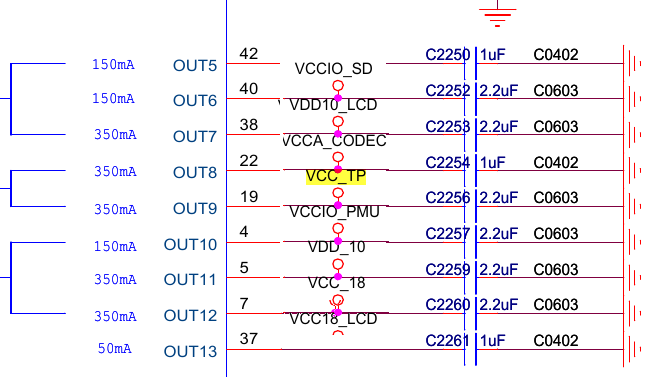 150mA OUT5 42 VCCIO_SD C2250 1uF C0402
150mA OUT6 40 VDD10_LCD C2252 2.2uF C0603
350mA OUT7 38 VCCA_CODEC C2253 2.2uF C0603
350mA OUT8 22 VCC_TP C2254 1uF C0402
350mA OUT9 19 VCCIO_PMU C2256 2.2uF C0603
150mA OUT10 4 VDD_10 C2257 2.2uF C0603
350mA OUT11 5 VCC_18 C2259 2.2uF C0603
350mA OUT12 7 VCC18_LCD C2260 2.2uF C0603
50mA OUT13 37 C2261 1uF C0402